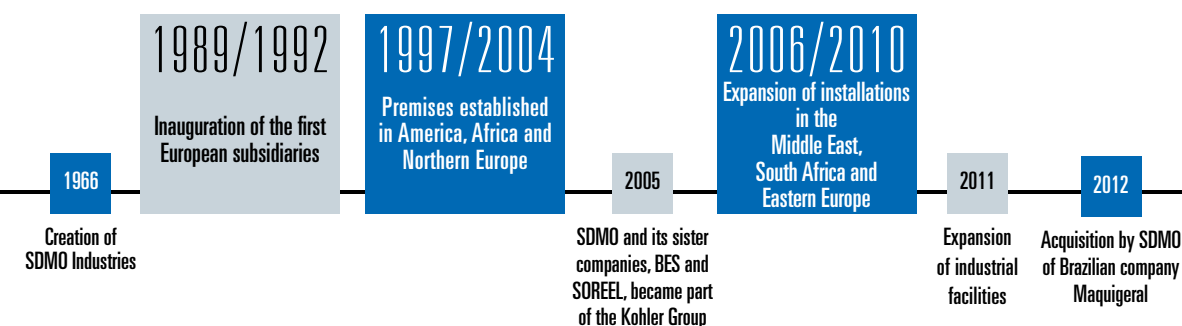 1966
Creation of
SDMO Industries
1989/1992
Inauguration of the first
European subsidiaries
1997/2004
Premises established
in America, Africa and
Northern Europe
2005
SDMO and its sister
companies, BES and
SOREEL, became part
of the Kohler Group
2006/2010
Expansion of installations
in the
Middle East,
South Africa and
Eastern Europe
2011
Expansion
of industrial
facilities
2012
Acquisition by SDMO
of Brazilian company
Maquigeral